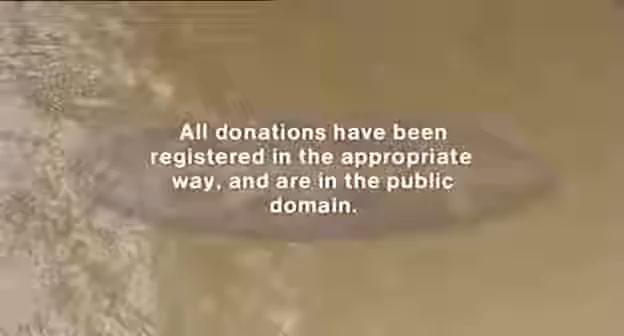 All donations have been
registered in the appropriate
way, and are in the public
domain.